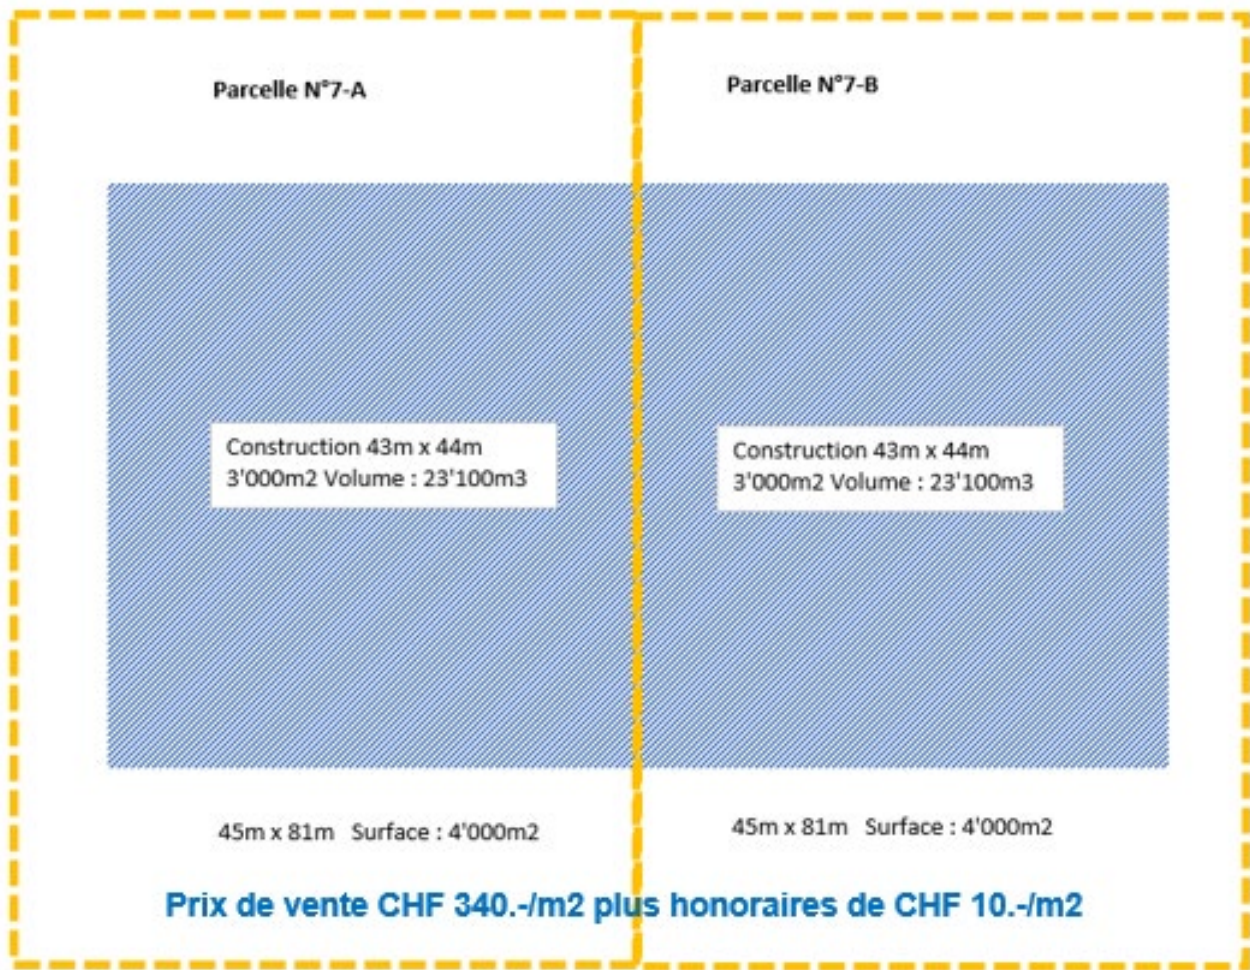 Parcelle N°7-A
Parcelle N°7-B
Construction 43m x 44m
3'000m2 Volume : 23'100m3
Construction 43m x 44m
3'000m2 Volume : 23'100m3
45m x 81m Surface : 4'000m2
45m x 81m Surface : 4'000m2
Prix de vente CHF 340.-/m2 plus honoraires de CHF 10.-/m2